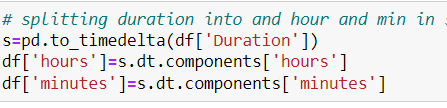 # splitting duration into and hour and min in
s=pd.to_timedelta(df['Duration'])
df['hours']=s.dt.components['hours']
df['minutes']=s.dt.components['minutes']